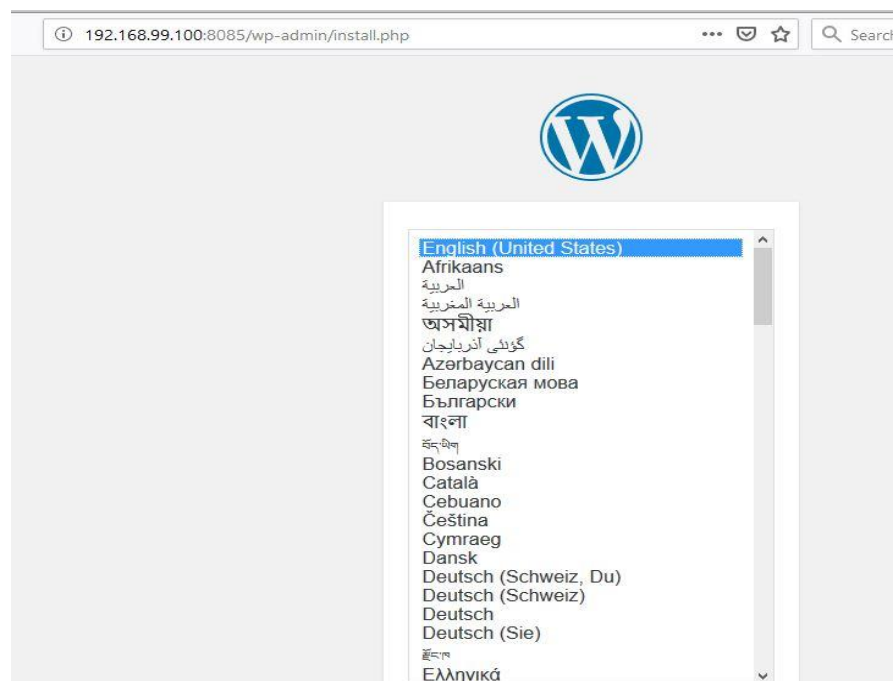 192.168.99.100:8085/wp-admin/install.php
Search
English (United States)
Afrikaans
العربية
العربية المغربية
অসমীয়া
گؤنئی آذربایجان
Azərbaycan dili
Беларуская мова
Български
বাংলা
བོད་ཡིག
Bosanski
Català
Cebuano
Čeština
Cymraeg
Dansk
Deutsch (Schweiz, Du)
Deutsch (Schweiz)
Deutsch
Deutsch (Sie)
རྫོང་ཁ
Ελληνικά